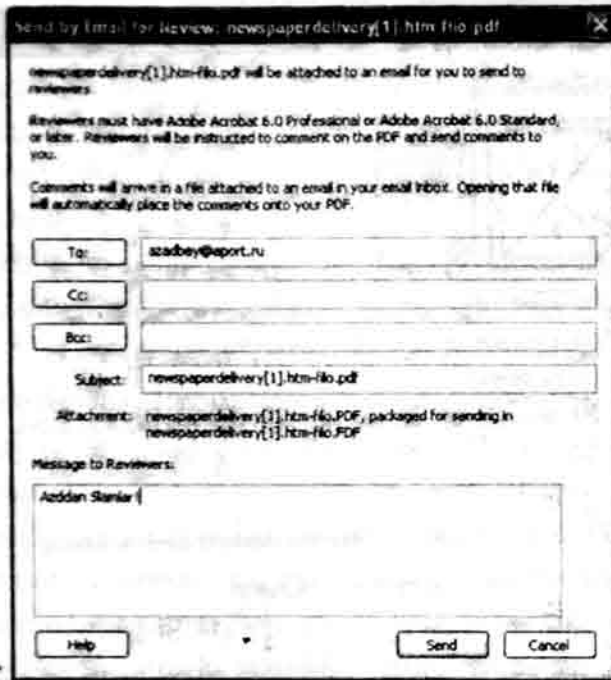 Send by Email for Review: newspaperdelivery[1].htm-filo.pdf
newspaperdelivery[1].htm-filo.pdf will be attached to an email for you to send to
reviewers.
Reviewers must have Adobe Acrobat 6.0 Professional or Adobe Acrobat 6.0 Standard,
or later. Reviewers will be instructed to comment on the PDF and send comments to
you.
Comments will arrive in a file attached to an email in your email inbox. Opening that file
will automatically place the comments onto your PDF.
To: azadbey@aport.ru
Cc:
Bcc:
Subject: newspaperdelivery[1].htm-filo.pdf
Attachment: newspaperdelivery[1].htm-filo.PDF, packaged for sending in
newspaperdelivery[1].htm-filo.FDF
Message to Reviewers:
Azddan
Help Send Cancel